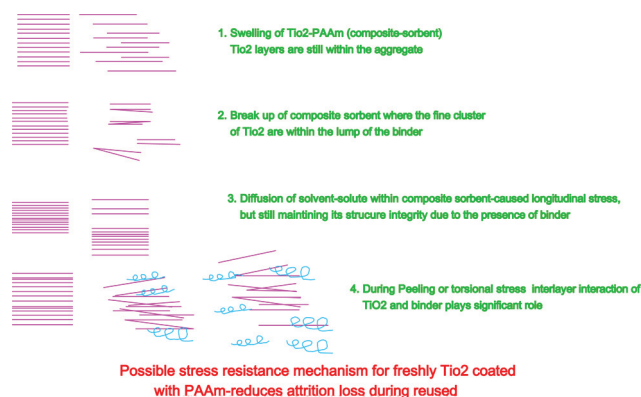 1. Swelling of Tio2-PAAm (composite-sorbent)
Tio2 layers are still within the aggregate
2. Break up of composite sorbent where the fine cluster
of Tio2 are within the lump of the binder
3. Diffusion of solvent-solute within composite sorbent-caused longitudinal stress,
but still maintining its strucure integrity due to the presence of binder
4. During Peeling or torsional stress interlayer interaction of
TiO2 and binder plays significant role
Possible stress resistance mechanism for freshly Tio2 coated
with PAAm-reduces attrition loss during reused